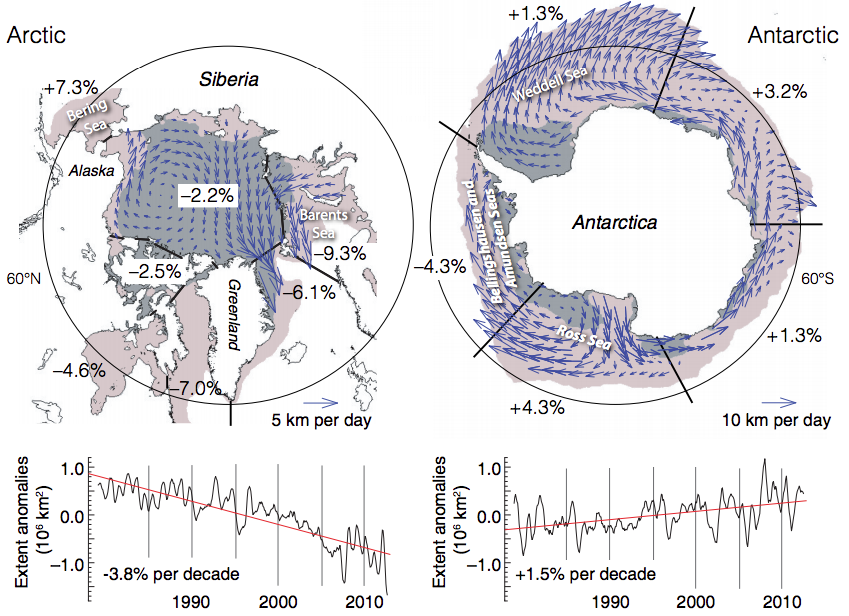 Arctic
Siberia
+7.3%
Bering
Sea
Alaska
−2.2%
Barents
Sea
−9.3%
−2.5%
−6.1%
60°N
Greenland
−4.6%
−7.0%
5 km per day
Antarctic
+1.3%
Weddell Sea
+3.2%
Antarctica
Bellingshausen and
Amundsen Seas
−4.3%
60°S
Ross Sea
+1.3%
+4.3%
10 km per day
Extent anomalies
(10⁶ km²)
1.0
0.0
−1.0
-3.8% per decade
1990
2000
2010
Extent anomalies
(10⁶ km²)
1.0
0.0
−1.0
+1.5% per decade
1990
2000
2010